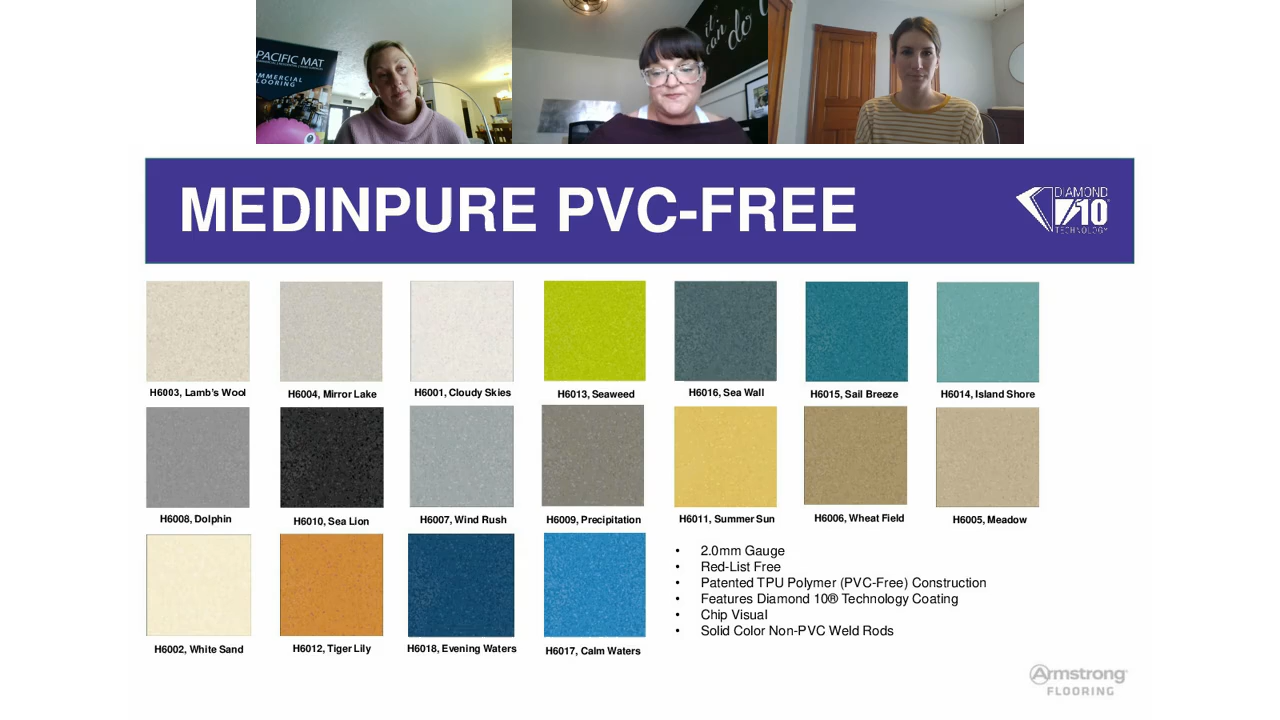 PACIFIC MAT
COMMERCIAL
FLOORING
it.
can do
MEDINPURE PVC-FREE
DIAMOND
10
TECHNOLOGY
H6003, Lamb's Wool
H6004, Mirror Lake
H6001, Cloudy Skies
H6013, Seaweed
H6016, Sea Wall
H6015, Sail Breeze
H6014, Island Shore
H6008, Dolphin
H6010, Sea Lion
H6007, Wind Rush
H6009, Precipitation
H6011, Summer Sun
H6006, Wheat Field
H6005, Meadow
H6002, White Sand
H6012, Tiger Lily
H6018, Evening Waters
H6017, Calm Waters
• 2.0mm Gauge
• Red-List Free
• Patented TPU Polymer (PVC-Free) Construction
• Features Diamond 10® Technology Coating
• Chip Visual
• Solid Color Non-PVC Weld Rods
Armstrong
FLOORING